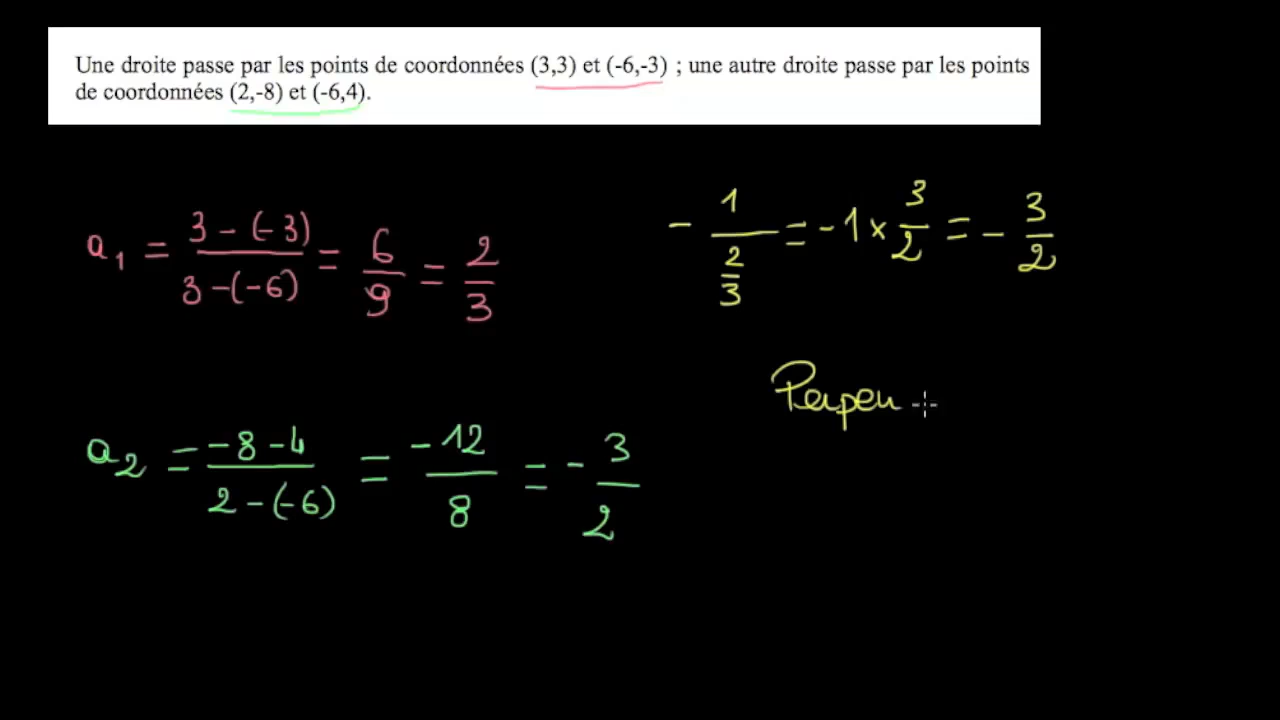 Une droite passe par les points de coordonnées (3,3) et (-6,-3) ; une autre droite passe par les points
de coordonnées (2,-8) et (-6,4).
a₁ = (3 - (-3))/(3 - (-6)) = 6/9 = 2/3
- 1/(2/3) = -1 × 3/2 = - 3/2
Perpen
a₂ = (-8 - 4)/(2 - (-6)) = -12/8 = - 3/2